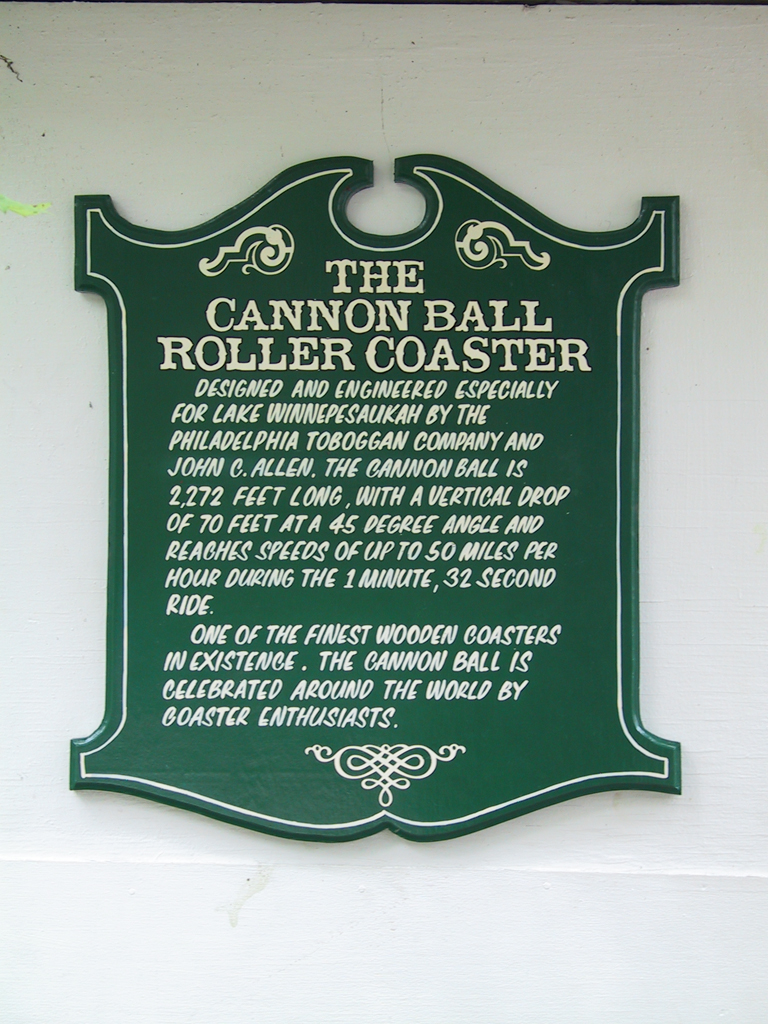 THE
CANNON BALL
ROLLER COASTER
DESIGNED AND ENGINEERED ESPECIALLY
FOR LAKE WINNEPESAUKAH BY THE
PHILADELPHIA TOBOGGAN COMPANY AND
JOHN C. ALLEN. THE CANNON BALL IS
2,272 FEET LONG, WITH A VERTICAL DROP
OF 70 FEET AT A 45 DEGREE ANGLE AND
REACHES SPEEDS OF UP TO 50 MILES PER
HOUR DURING THE 1 MINUTE, 32 SECOND
RIDE.
ONE OF THE FINEST WOODEN COASTERS
IN EXISTENCE. THE CANNON BALL IS
CELEBRATED AROUND THE WORLD BY
COASTER ENTHUSIASTS.